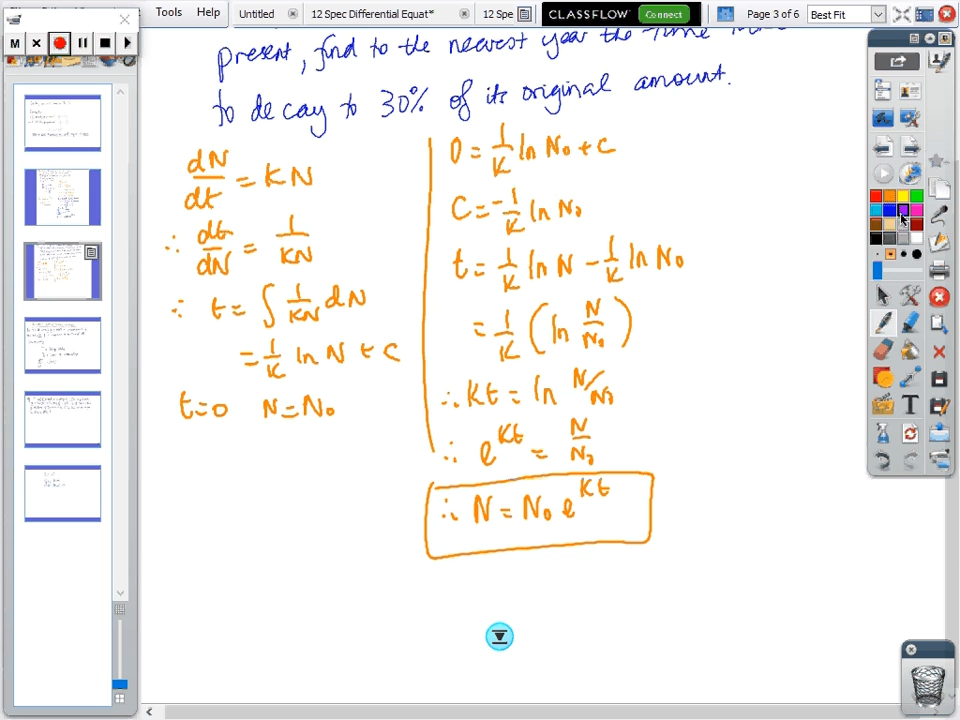 Tools Help Untitled 12 Spec Differential Equat* 12 Spe CLASSFLOW Connect Page 3 of 6 Best Fit
M
present, find to the nearest year the time
to decay to 30% of its original amount.
dN/dt = KN
∴ dt/dN = 1/KN
∴ t = ∫ 1/KN dN
= 1/K ln N + C
t=0 N=N₀
0 = 1/K ln N₀ + C
C = -1/K ln N₀
t = 1/K ln N - 1/K ln N₀
= 1/K ( ln N/N₀ )
∴ Kt = ln N/N₀
∴ e^Kt = N/N₀
∴ N = N₀ e^Kt
T